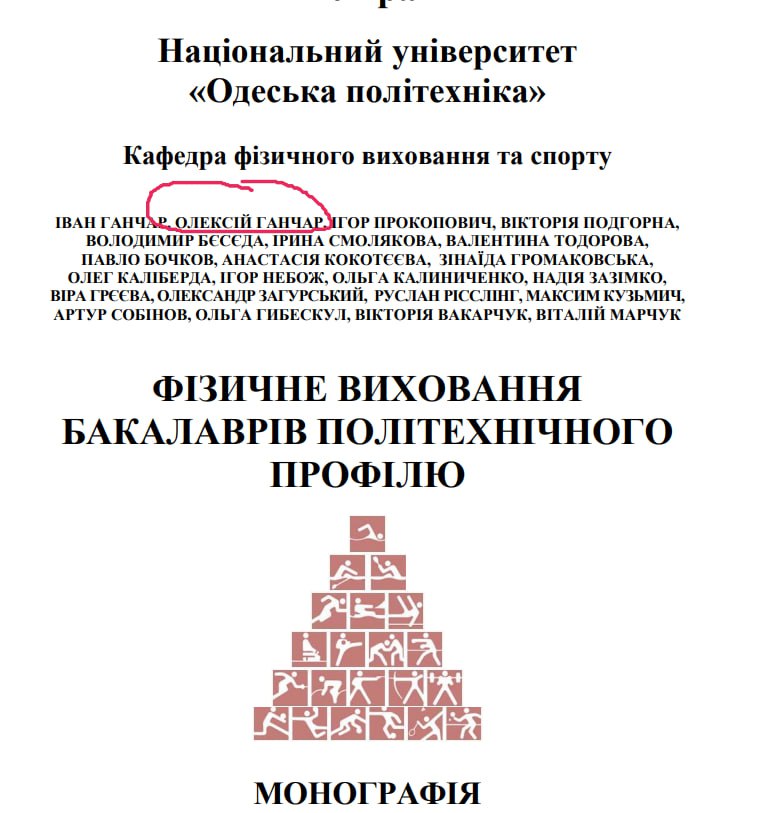 Національний університет
«Одеська політехніка»
Кафедра фізичного виховання та спорту
ІВАН ГАНЧАР, ОЛЕКСІЙ ГАНЧАР, ІГОР ПРОКОПОВИЧ, ВІКТОРІЯ ПОДГОРНА,
ВОЛОДИМИР БЄСЄДА, ІРИНА СМОЛЯКОВА, ВАЛЕНТИНА ТОДОРОВА,
ПАВЛО БОЧКОВ, АНАСТАСІЯ КОКОТЄЄВА, ЗІНАЇДА ГРОМАКОВСЬКА,
ОЛЕГ КАЛІБЕРДА, ІГОР НЕБОЖ, ОЛЬГА КАЛИНИЧЕНКО, НАДІЯ ЗАЗІМКО,
ВІРА ГРЄЄВА, ОЛЕКСАНДР ЗАГУРСЬКИЙ, РУСЛАН РІССЛІНГ, МАКСИМ КУЗЬМИЧ,
АРТУР СОБІНОВ, ОЛЬГА ГИБЕСКУЛ, ВІКТОРІЯ ВАКАРЧУК, ВІТАЛІЙ МАРЧУК
ФІЗИЧНЕ ВИХОВАННЯ
БАКАЛАВРІВ ПОЛІТЕХНІЧНОГО
ПРОФІЛЮ
МОНОГРАФІЯ